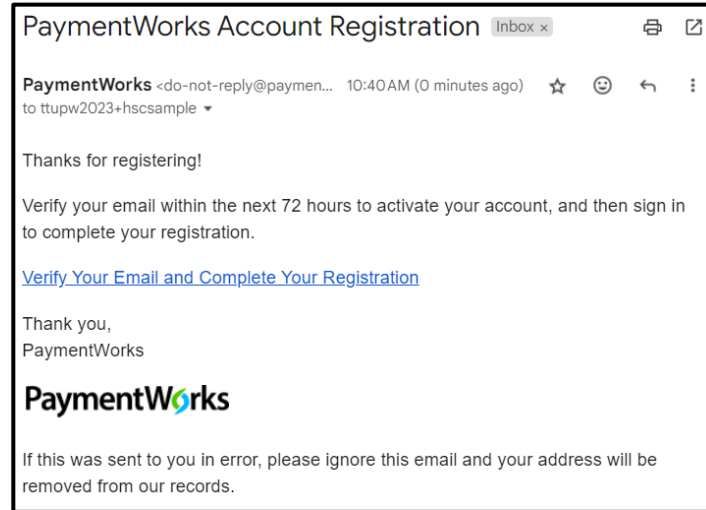 PaymentWorks Account Registration Inbox ×
PaymentWorks <do-not-reply@paymen... 10:40 AM (0 minutes ago)
to ttupw2023+hscsample
Thanks for registering!
Verify your email within the next 72 hours to activate your account, and then sign in
to complete your registration.
Verify Your Email and Complete Your Registration
Thank you,
PaymentWorks
PaymentWorks
If this was sent to you in error, please ignore this email and your address will be
removed from our records.